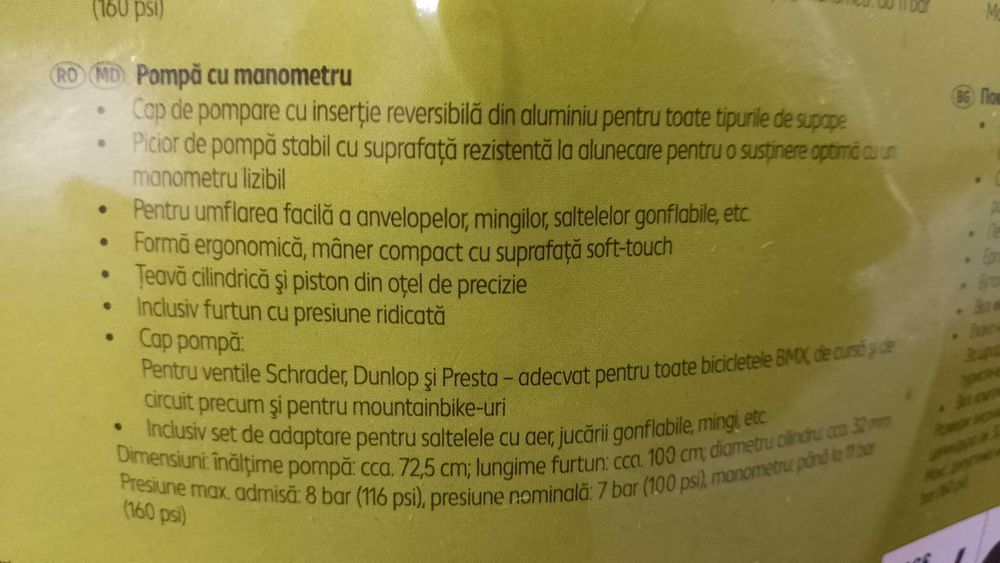 (160 psi)
11 bar
RO MD Pompă cu manometru
• Cap de pompare cu inserție reversibilă din aluminiu pentru toate tipurile de supape
• Picior de pompă stabil cu suprafață rezistentă la alunecare pentru o susținere optimă cu un
manometru lizibil
• Pentru umflarea facilă a anvelopelor, mingilor, saltelelor gonflabile, etc.
• Formă ergonomică, mâner compact cu suprafață soft-touch
• Țeavă cilindrică și piston din oțel de precizie
• Inclusiv furtun cu presiune ridicată
• Cap pompă:
Pentru ventile Schrader, Dunlop și Presta – adecvat pentru toate bicicletele BMX, de cursă și de
circuit precum și pentru mountainbike-uri
• Inclusiv set de adaptare pentru saltelele cu aer, jucării gonflabile, mingi, etc.
Dimensiuni: înălțime pompă: cca. 72,5 cm; lungime furtun: cca. 100 cm; diametru cilindru: cca. 32 mm
Presiune max. admisă: 8 bar (116 psi), presiune nominală: 7 bar (100 psi), manometru: până la 11 bar
(160 psi)
BG
bar (160 psi)